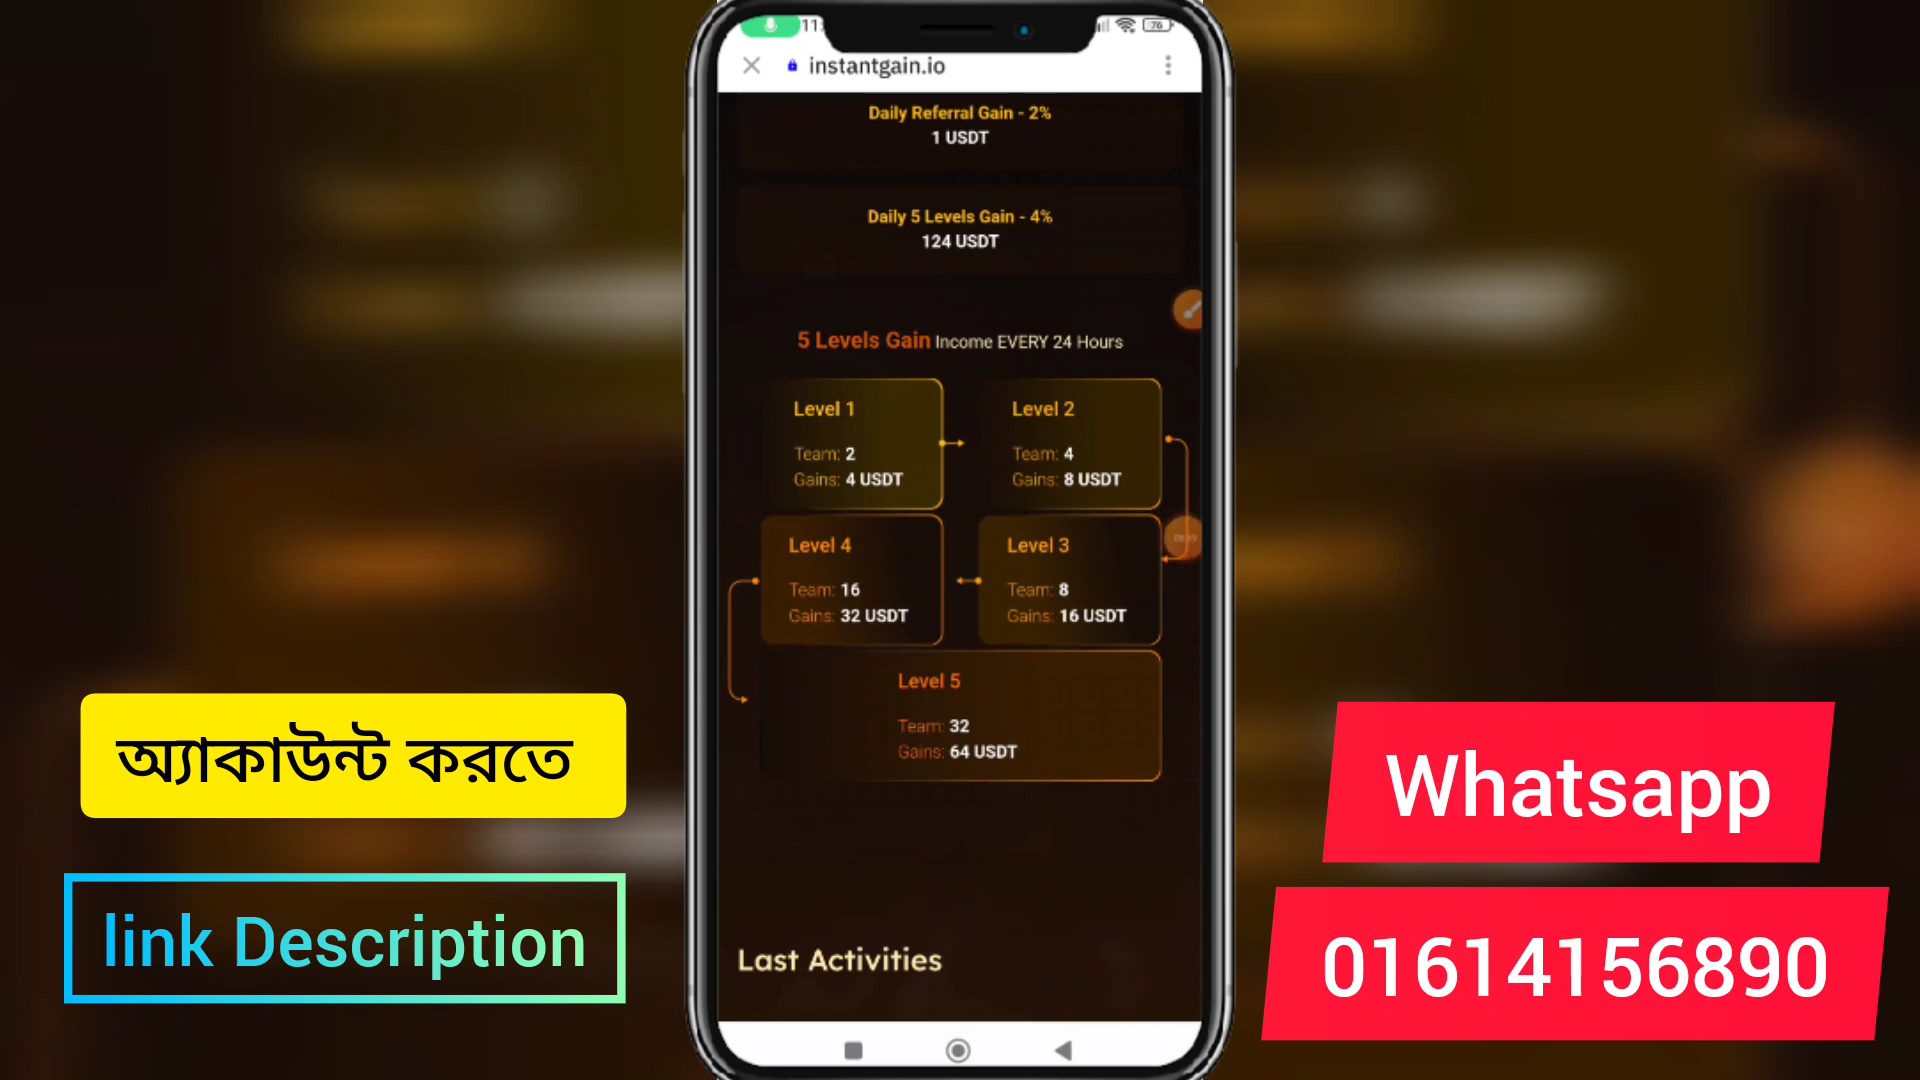 11:
76
instantgain.io
Daily Referral Gain - 2%
1 USDT
Daily 5 Levels Gain - 4%
124 USDT
5 Levels Gain Income EVERY 24 Hours
Level 1
Team: 2
Gains: 4 USDT
Level 2
Team: 4
Gains: 8 USDT
Level 4
Team: 16
Gains: 32 USDT
Level 3
Team: 8
Gains: 16 USDT
Level 5
Team: 32
Gains: 64 USDT
Last Activities
অ্যাকাউন্ট করতে
link Description
Whatsapp
01614156890